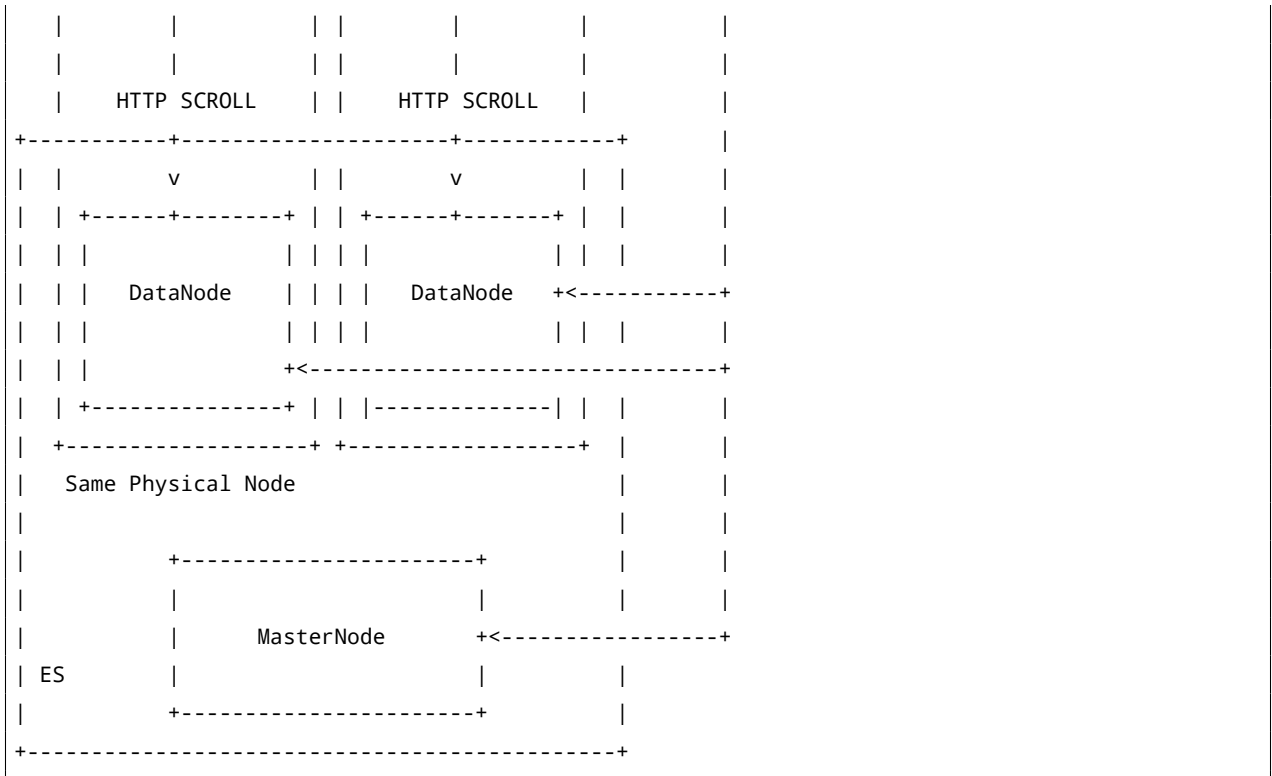 HTTP SCROLL HTTP SCROLL
v v
DataNode DataNode
Same Physical Node
MasterNode
ES